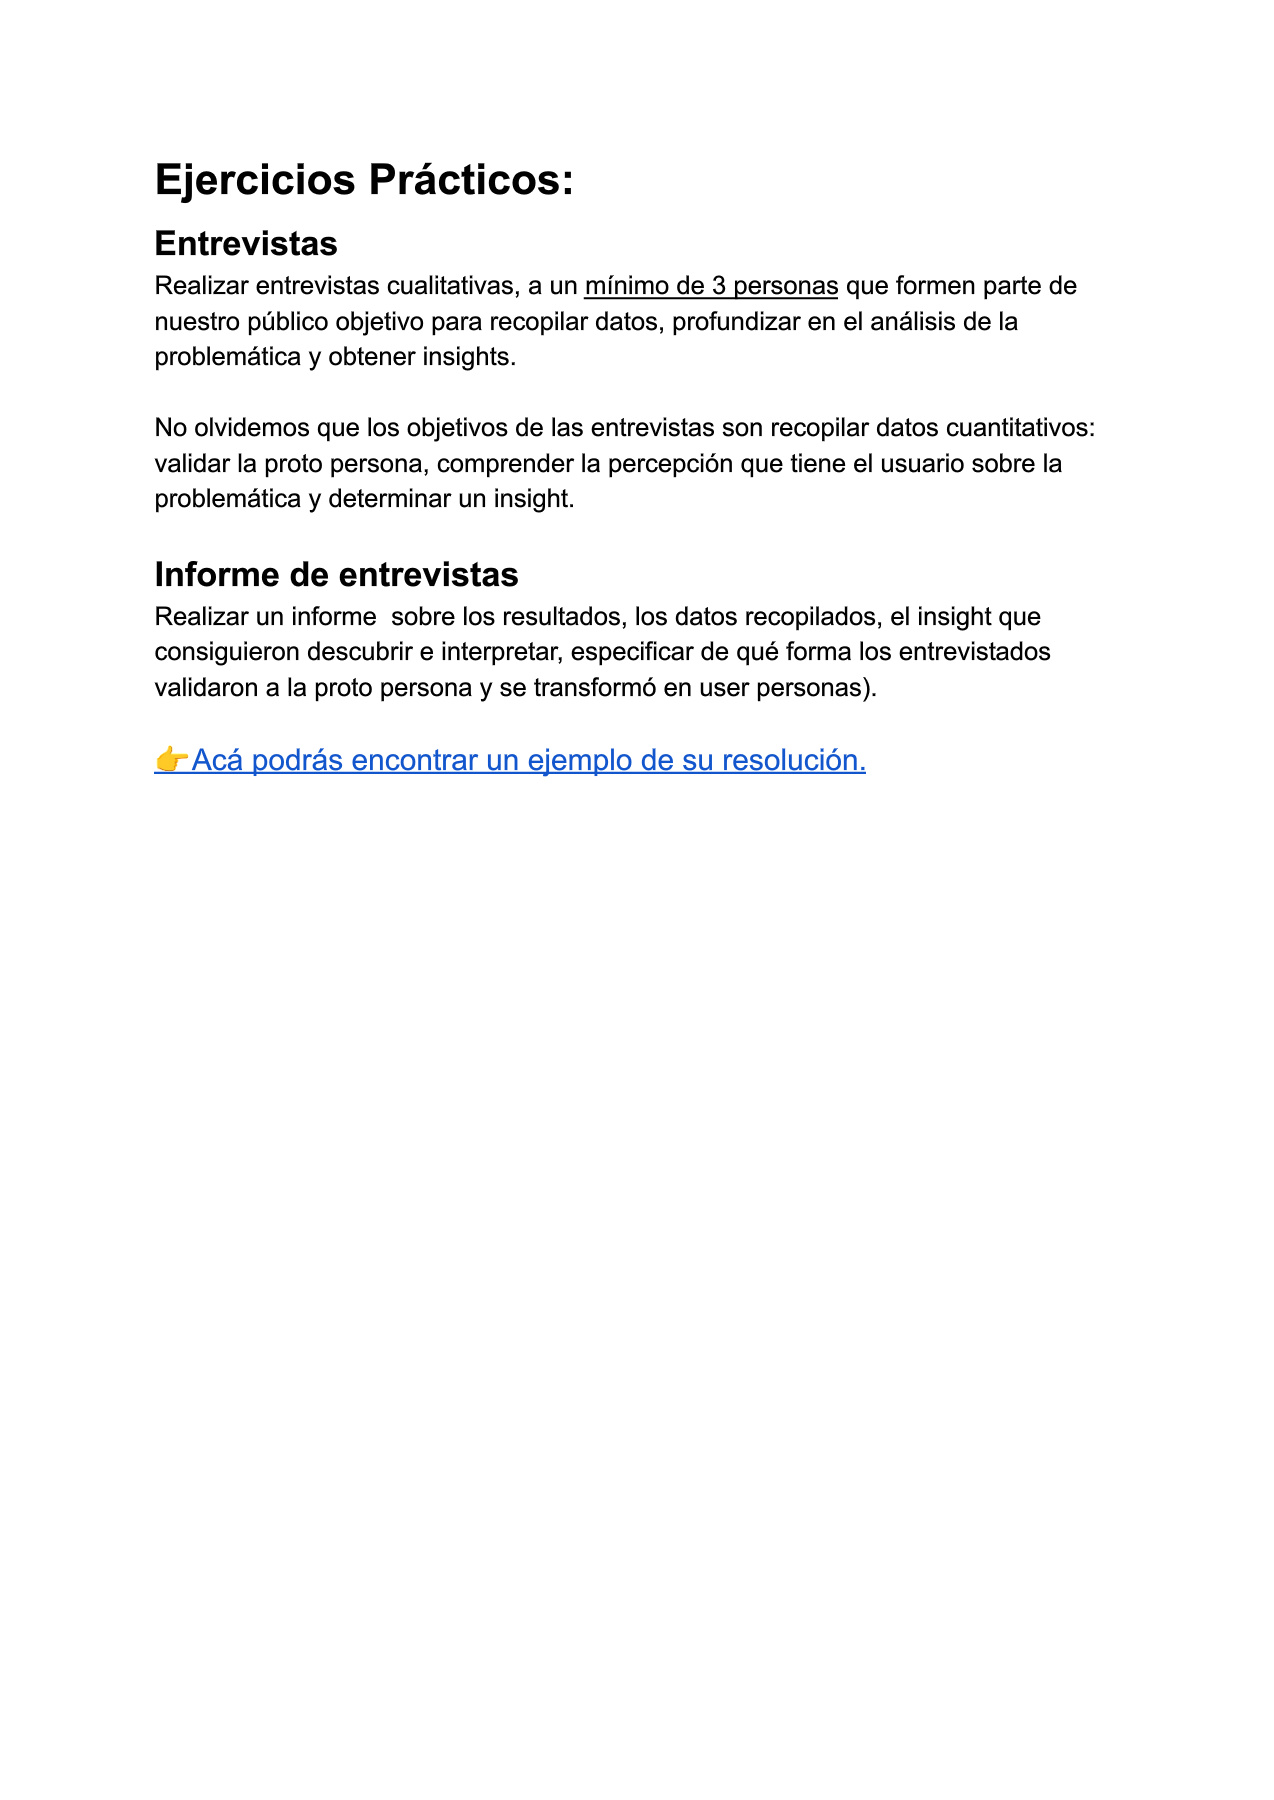 Ejercicios Prácticos:
Entrevistas
Realizar entrevistas cualitativas, a un mínimo de 3 personas que formen parte de
nuestro público objetivo para recopilar datos, profundizar en el análisis de la
problemática y obtener insights.
No olvidemos que los objetivos de las entrevistas son recopilar datos cuantitativos:
validar la proto persona, comprender la percepción que tiene el usuario sobre la
problemática y determinar un insight.
Informe de entrevistas
Realizar un informe  sobre los resultados, los datos recopilados, el insight que
consiguieron descubrir e interpretar, especificar de qué forma los entrevistados
validaron a la proto persona y se transformó en user personas).
👉Acá podrás encontrar un ejemplo de su resolución.